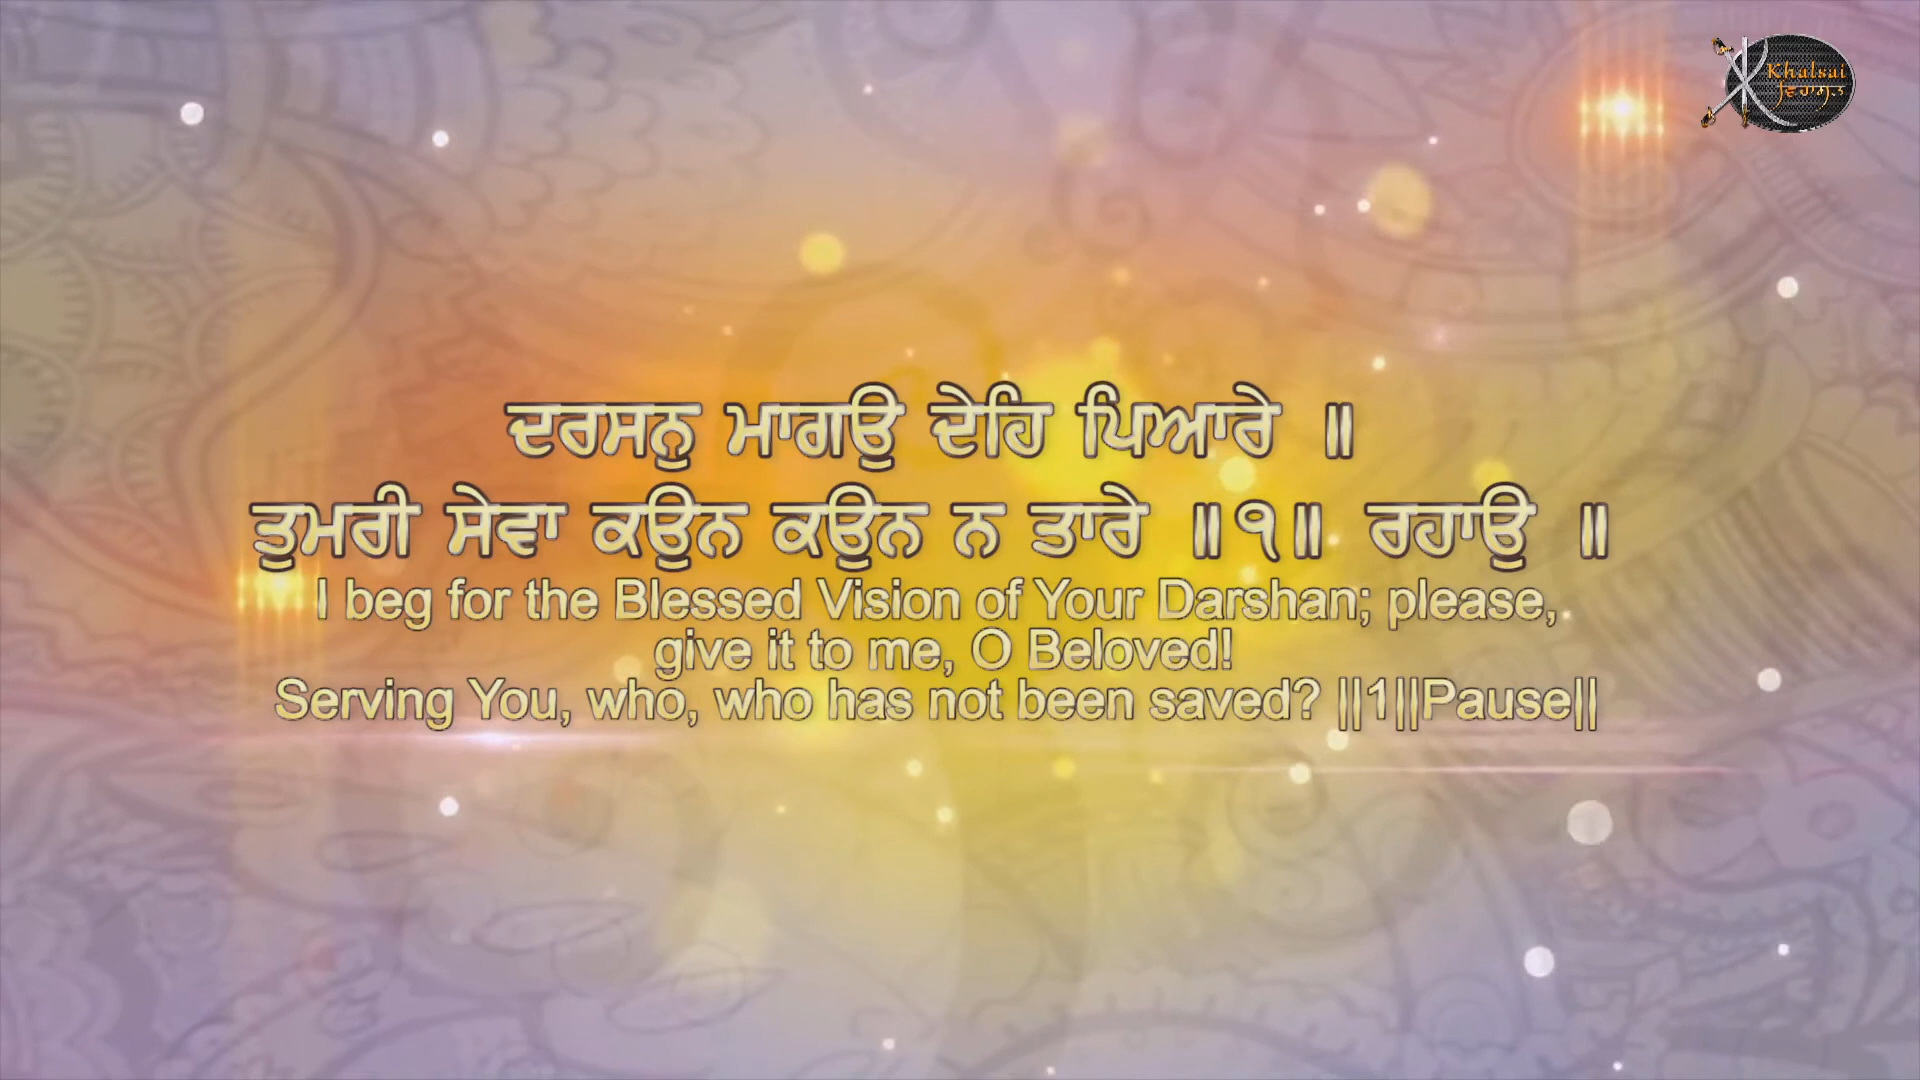 Khalsai
ਵਿਰਾਸਤ
ਦਰਸਨੁ ਮਾਗਉ ਦੇਹਿ ਪਿਆਰੇ ॥
ਤੁਮਰੀ ਸੇਵਾ ਕਉਨ ਕਉਨ ਨ ਤਾਰੇ ॥੧॥ ਰਹਾਉ ॥
I beg for the Blessed Vision of Your Darshan; please,
give it to me, O Beloved!
Serving You, who, who has not been saved? ||1||Pause||